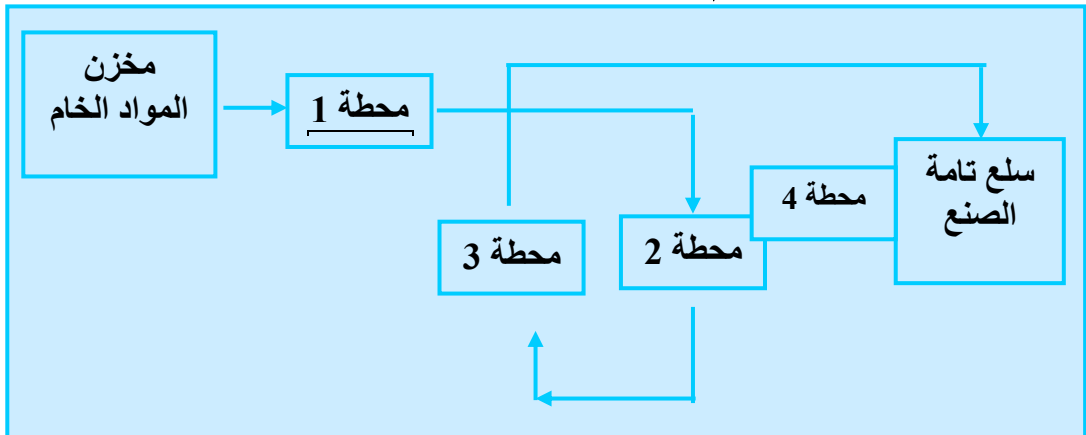 مخزن
المواد الخام
محطة 1
محطة 2
محطة 3
محطة 4
سلع تامة
الصنع